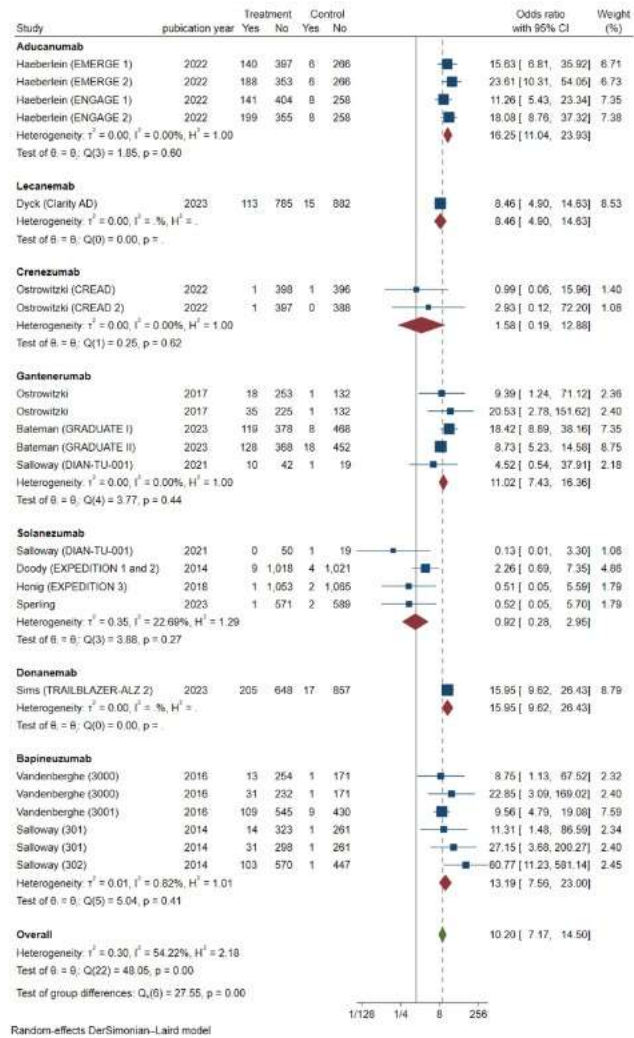 Treatment Control Odds ratio Weight
Study pubication year Yes No Yes No with 95% CI (%)
Aducanumab
Haeberlein (EMERGE 1) 2022 140 397 6 266 15.63 [ 6.81, 35.92] 6.71
Haeberlein (EMERGE 2) 2022 188 353 6 266 23.61 [10.31, 54.05] 6.73
Haeberlein (ENGAGE 1) 2022 141 404 8 258 11.26 [ 5.43, 23.34] 7.35
Haeberlein (ENGAGE 2) 2022 199 355 8 258 18.08 [ 8.76, 37.32] 7.38
Heterogeneity: τ² = 0.00, I² = 0.00%, H² = 1.00 16.25 [11.04, 23.93]
Test of θᵢ = θⱼ: Q(3) = 1.85, p = 0.60
Lecanemab
Dyck (Clarity AD) 2023 113 785 15 882 8.46 [ 4.90, 14.63] 8.53
Heterogeneity: τ² = 0.00, I² = .%, H² = . 8.46 [ 4.90, 14.63]
Test of θᵢ = θⱼ: Q(0) = 0.00, p = .
Crenezumab
Ostrowitzki (CREAD) 2022 1 398 1 396 0.99 [ 0.06, 15.96] 1.40
Ostrowitzki (CREAD 2) 2022 1 397 0 388 2.93 [ 0.12, 72.20] 1.08
Heterogeneity: τ² = 0.00, I² = 0.00%, H² = 1.00 1.58 [ 0.19, 12.88]
Test of θᵢ = θⱼ: Q(1) = 0.25, p = 0.62
Gantenerumab
Ostrowitzki 2017 18 253 1 132 9.39 [ 1.24, 71.12] 2.36
Ostrowitzki 2017 35 225 1 132 20.53 [ 2.78, 151.62] 2.40
Bateman (GRADUATE I) 2023 119 378 8 468 18.42 [ 8.89, 38.16] 7.35
Bateman (GRADUATE II) 2023 128 368 18 452 8.73 [ 5.23, 14.58] 8.75
Salloway (DIAN-TU-001) 2021 10 42 1 19 4.52 [ 0.54, 37.91] 2.18
Heterogeneity: τ² = 0.00, I² = 0.00%, H² = 1.00 11.02 [ 7.43, 16.36]
Test of θᵢ = θⱼ: Q(4) = 3.77, p = 0.44
Solanezumab
Salloway (DIAN-TU-001) 2021 0 50 1 19 0.13 [ 0.01, 3.30] 1.08
Doody (EXPEDITION 1 and 2) 2014 9 1,018 4 1,021 2.26 [ 0.69, 7.35] 4.86
Honig (EXPEDITION 3) 2018 1 1,053 2 1,065 0.51 [ 0.05, 5.59] 1.79
Sperling 2023 1 571 2 589 0.52 [ 0.05, 5.70] 1.79
Heterogeneity: τ² = 0.35, I² = 22.69%, H² = 1.29 0.92 [ 0.28, 2.95]
Test of θᵢ = θⱼ: Q(3) = 3.88, p = 0.27
Donanemab
Sims (TRAILBLAZER-ALZ 2) 2023 205 648 17 857 15.95 [ 9.62, 26.43] 8.79
Heterogeneity: τ² = 0.00, I² = .%, H² = . 15.95 [ 9.62, 26.43]
Test of θᵢ = θⱼ: Q(0) = 0.00, p = .
Bapineuzumab
Vandenberghe (3000) 2016 13 254 1 171 8.75 [ 1.13, 67.52] 2.32
Vandenberghe (3000) 2016 31 232 1 171 22.85 [ 3.09, 169.02] 2.40
Vandenberghe (3001) 2016 109 545 9 430 9.56 [ 4.79, 19.08] 7.59
Salloway (301) 2014 14 323 1 261 11.31 [ 1.48, 86.59] 2.34
Salloway (301) 2014 31 298 1 261 27.15 [ 3.68, 200.27] 2.40
Salloway (302) 2014 103 570 1 447 [11.23, 581.14] 2.45
Heterogeneity: τ² = 0.01, I² = 0.82%, H² = 1.01 13.19 [ 7.56, 23.00]
Test of θᵢ = θⱼ: Q(5) = 5.04, p = 0.41
Overall 10.20 [ 7.17, 14.50]
Heterogeneity: τ² = 0.30, I² = 54.22%, H² = 2.18
Test of θᵢ = θⱼ: Q(22) = 48.05, p = 0.00
Test of group differences: Q_b(6) = 27.55, p = 0.00
1/128 1/4 8 256
Random-effects DerSimonian–Laird model